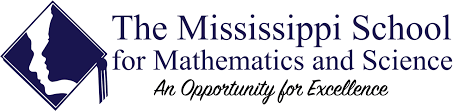 The Mississippi School
for Mathematics and Science
An Opportunity for Excellence